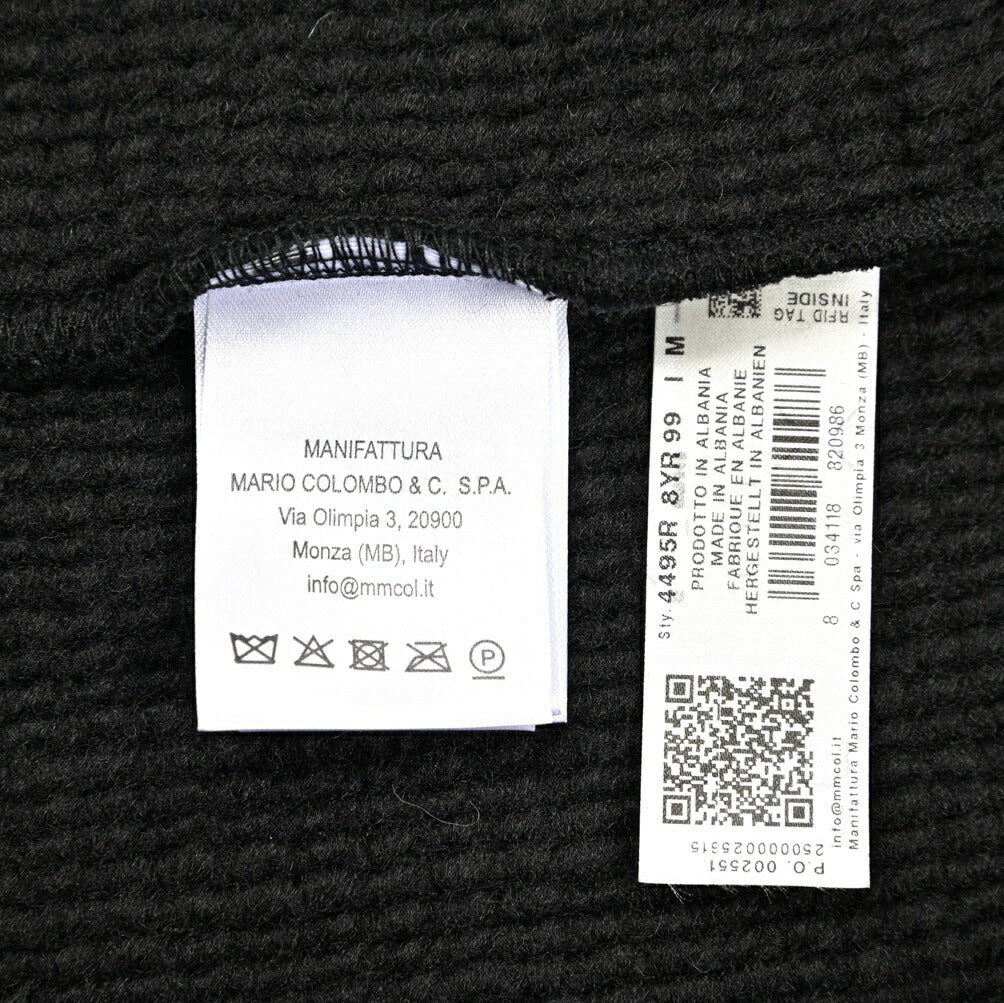 MANIFATTURA
MARIO COLOMBO & C. S.P.A.
Via Olimpia 3, 20900
Monza (MB), Italy
info@mmcol.it
P
RFID TAG
INSIDE
Sty. 4495R 8YR 99 I M
PRODOTTO IN ALBANIA
MADE IN ALBANIA
FABRIQUE EN ALBANIE
HERGESTELLT IN ALBANIEN
8 034118 820986
info@mmcol.it
Manifattura Mario Colombo & C Spa - via Olimpia 3 Monza (MB) - Italy
P.O. 002551
250000025615